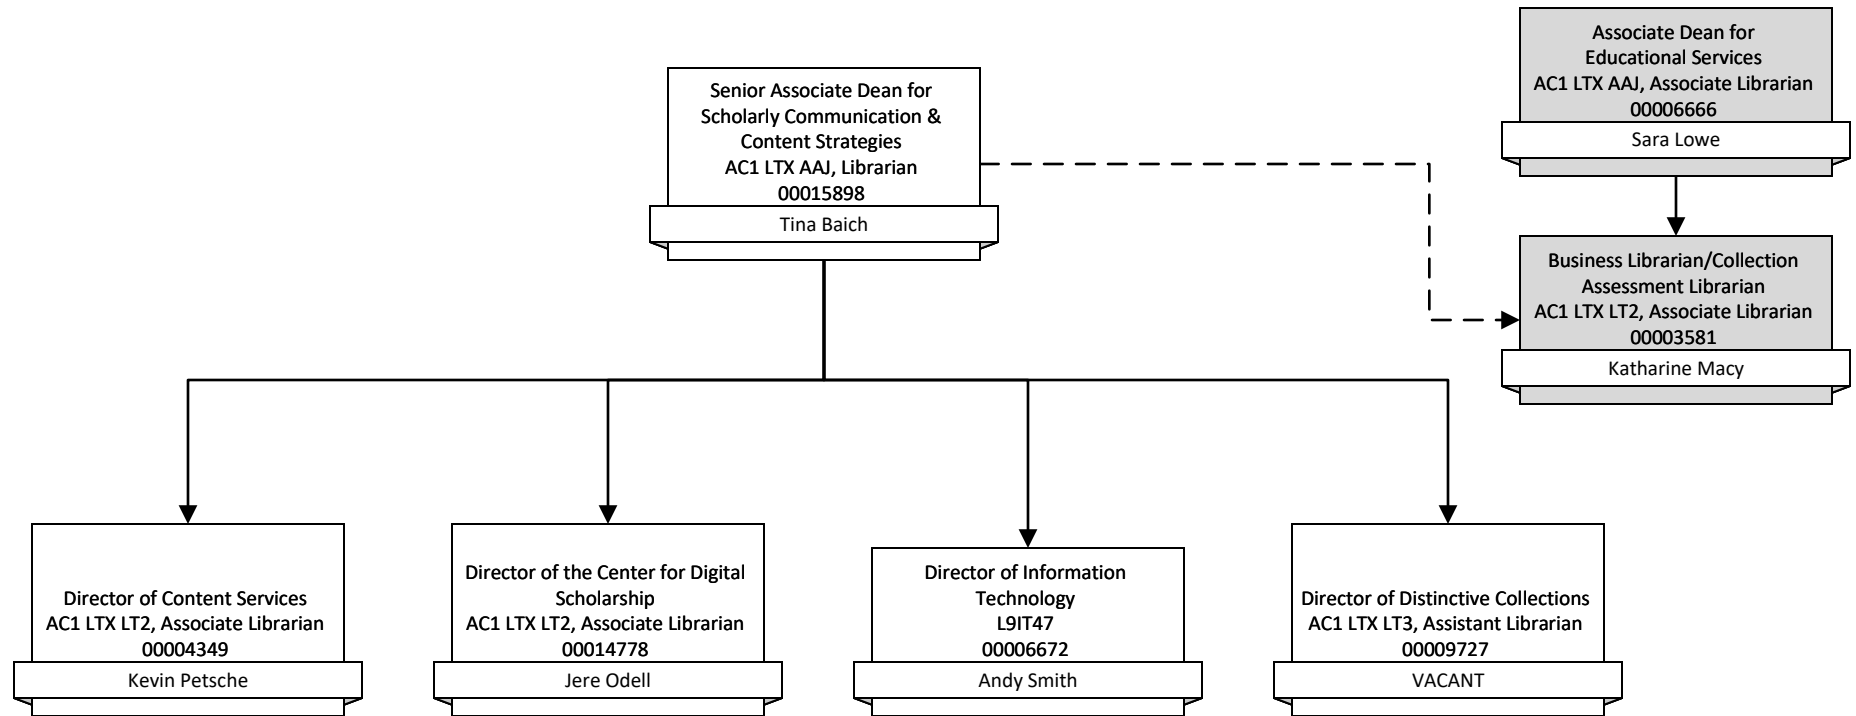 Associate Dean for
Educational Services
AC1 LTX AAJ, Associate Librarian
00006666
Sara Lowe
Senior Associate Dean for
Scholarly Communication &
Content Strategies
AC1 LTX AAJ, Librarian
00015898
Tina Baich
Business Librarian/Collection
Assessment Librarian
AC1 LTX LT2, Associate Librarian
00003581
Katharine Macy
Director of Content Services
AC1 LTX LT2, Associate Librarian
00004349
Kevin Petsche
Director of the Center for Digital
Scholarship
AC1 LTX LT2, Associate Librarian
00014778
Jere Odell
Director of Information
Technology
L9IT47
00006672
Andy Smith
Director of Distinctive Collections
AC1 LTX LT3, Assistant Librarian
00009727
VACANT